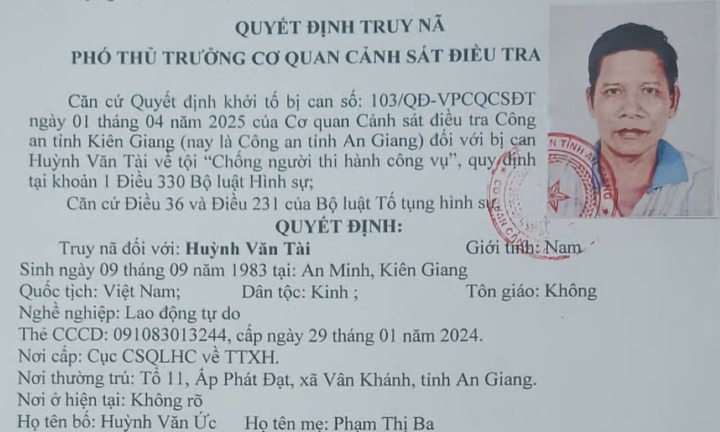 QUYẾT ĐỊNH TRUY NÃ
PHÓ THỦ TRƯỞNG CƠ QUAN CẢNH SÁT ĐIỀU TRA
Căn cứ Quyết định khởi tố bị can số: 103/QĐ-VPCQCSĐT
ngày 01 tháng 04 năm 2025 của Cơ quan Cảnh sát điều tra Công
an tỉnh Kiên Giang (nay là Công an tỉnh An Giang) đối với bị can
Huỳnh Văn Tài về tội “Chống người thi hành công vụ”, quy định
tại khoản 1 Điều 330 Bộ luật Hình sự;
Căn cứ Điều 36 và Điều 231 của Bộ luật Tố tụng hình sự.
QUYẾT ĐỊNH:
Truy nã đối với: Huỳnh Văn Tài Giới tính: Nam
Sinh ngày 09 tháng 09 năm 1983 tại: An Minh, Kiên Giang
Quốc tịch: Việt Nam; Dân tộc: Kinh ; Tôn giáo: Không
Nghề nghiệp: Lao động tự do
Thẻ CCCD: 091083013244, cấp ngày 29 tháng 01 năm 2024.
Nơi cấp: Cục CSQLHC về TTXH.
Nơi thường trú: Tổ 11, Ấp Phát Đạt, xã Vân Khánh, tỉnh An Giang.
Nơi ở hiện tại: Không rõ
Họ tên bố: Huỳnh Văn Ức Họ tên mẹ: Phạm Thị Ba